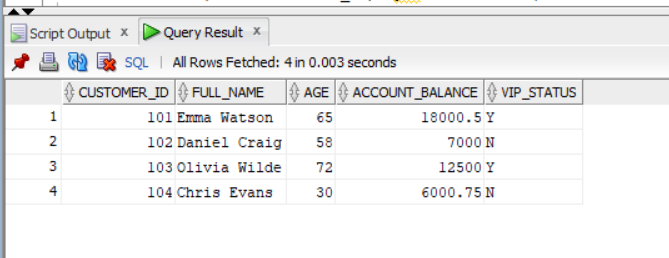 Script Output x Query Result x
SQL | All Rows Fetched: 4 in 0.003 seconds
CUSTOMER_ID FULL_NAME AGE ACCOUNT_BALANCE VIP_STATUS
1 101 Emma Watson 65 18000.5 Y
2 102 Daniel Craig 58 7000 N
3 103 Olivia Wilde 72 12500 Y
4 104 Chris Evans 30 6000.75 N